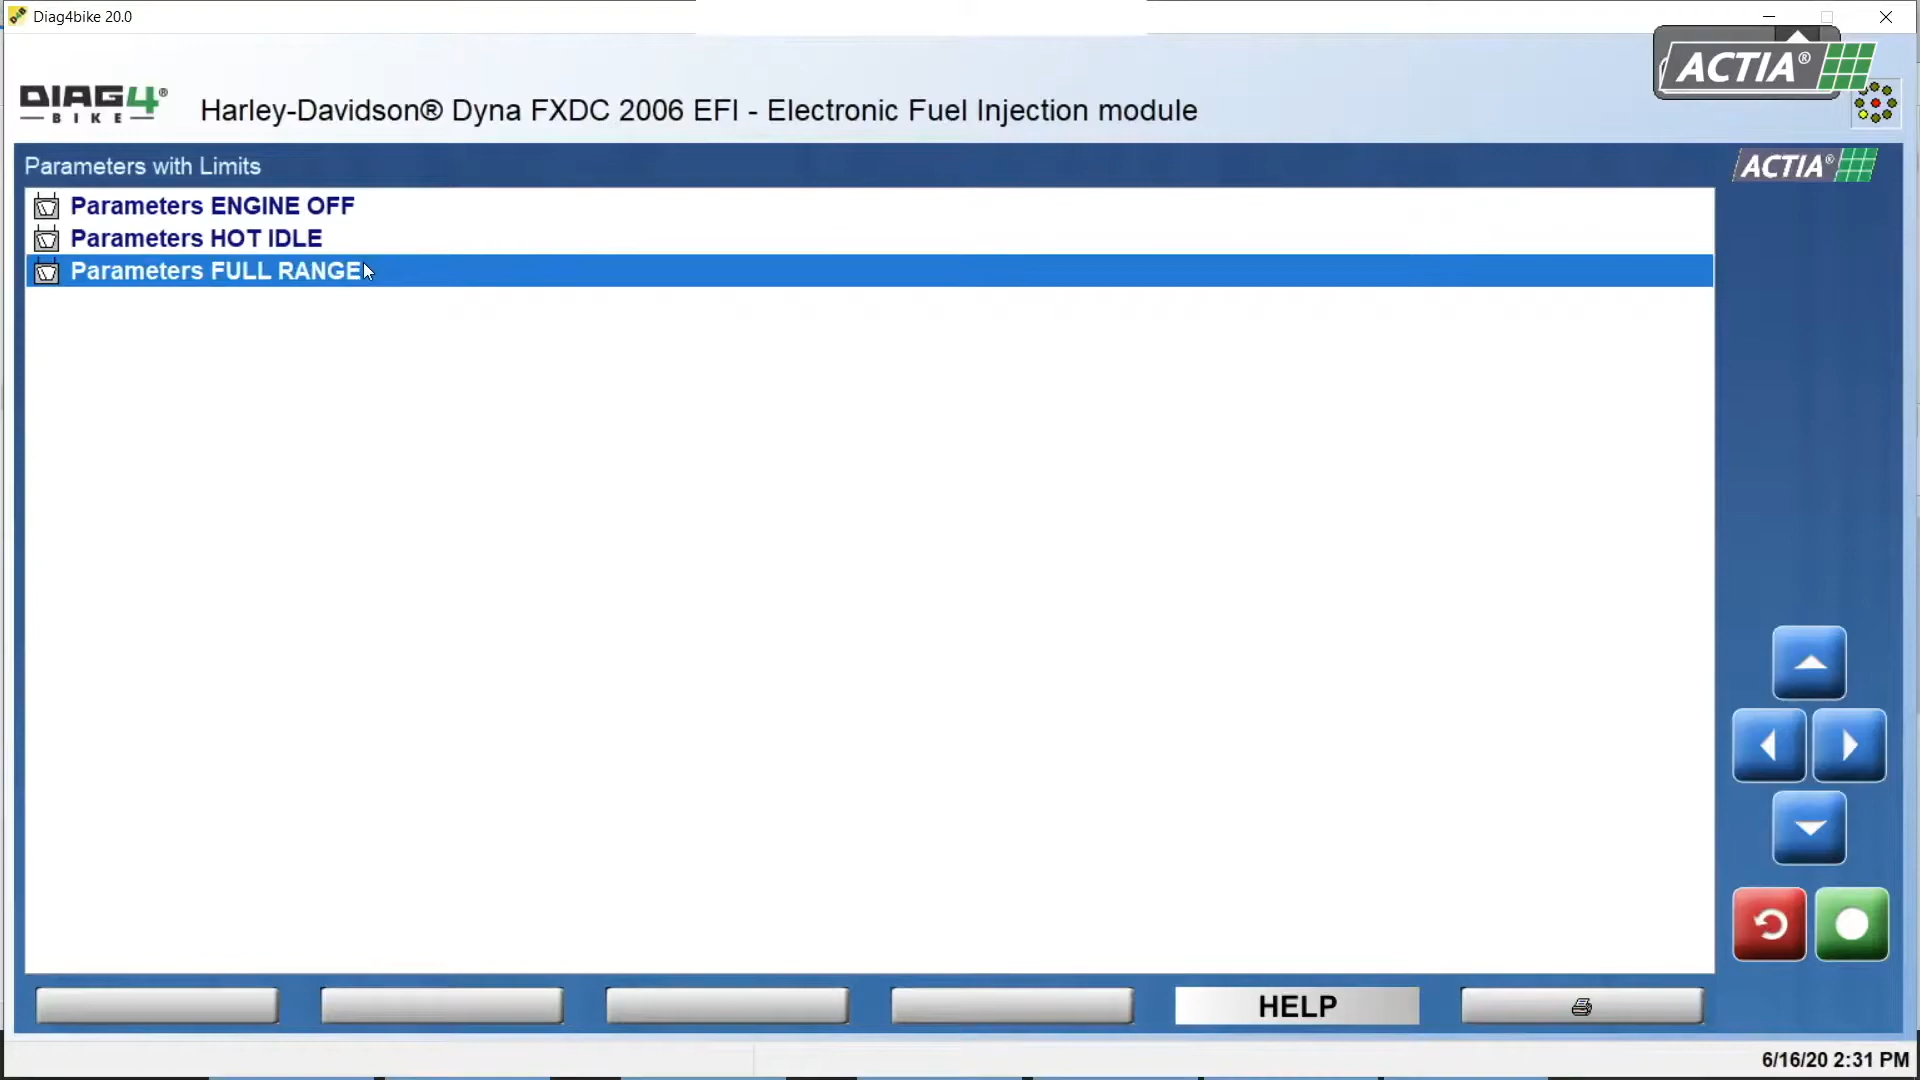 Diag4bike 20.0
ACTIA®
DIAG4®
BIKE
Harley-Davidson® Dyna FXDC 2006 EFI - Electronic Fuel Injection module
Parameters with Limits
ACTIA®
Parameters ENGINE OFF
Parameters HOT IDLE
Parameters FULL RANGE
HELP
6/16/20 2:31 PM